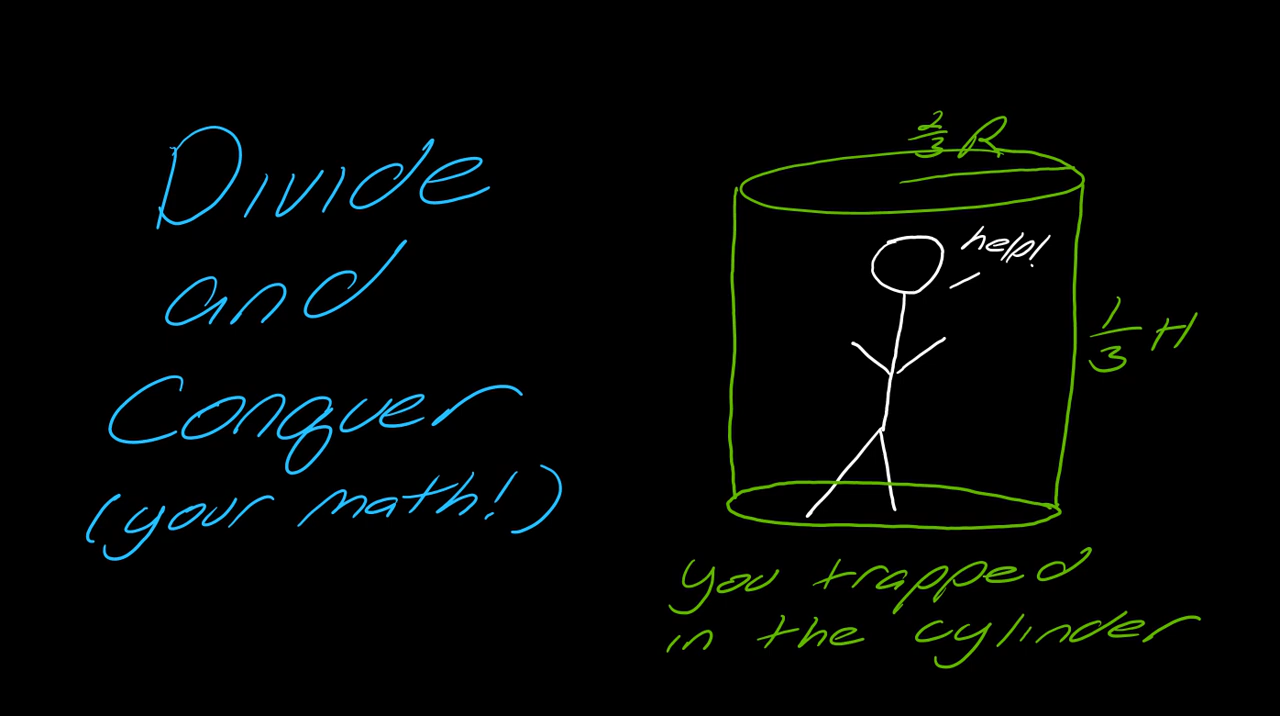 Divide
and
Conquer
(your math!)
2/3 R
help!
1/3 H
you trapped
in the cylinder